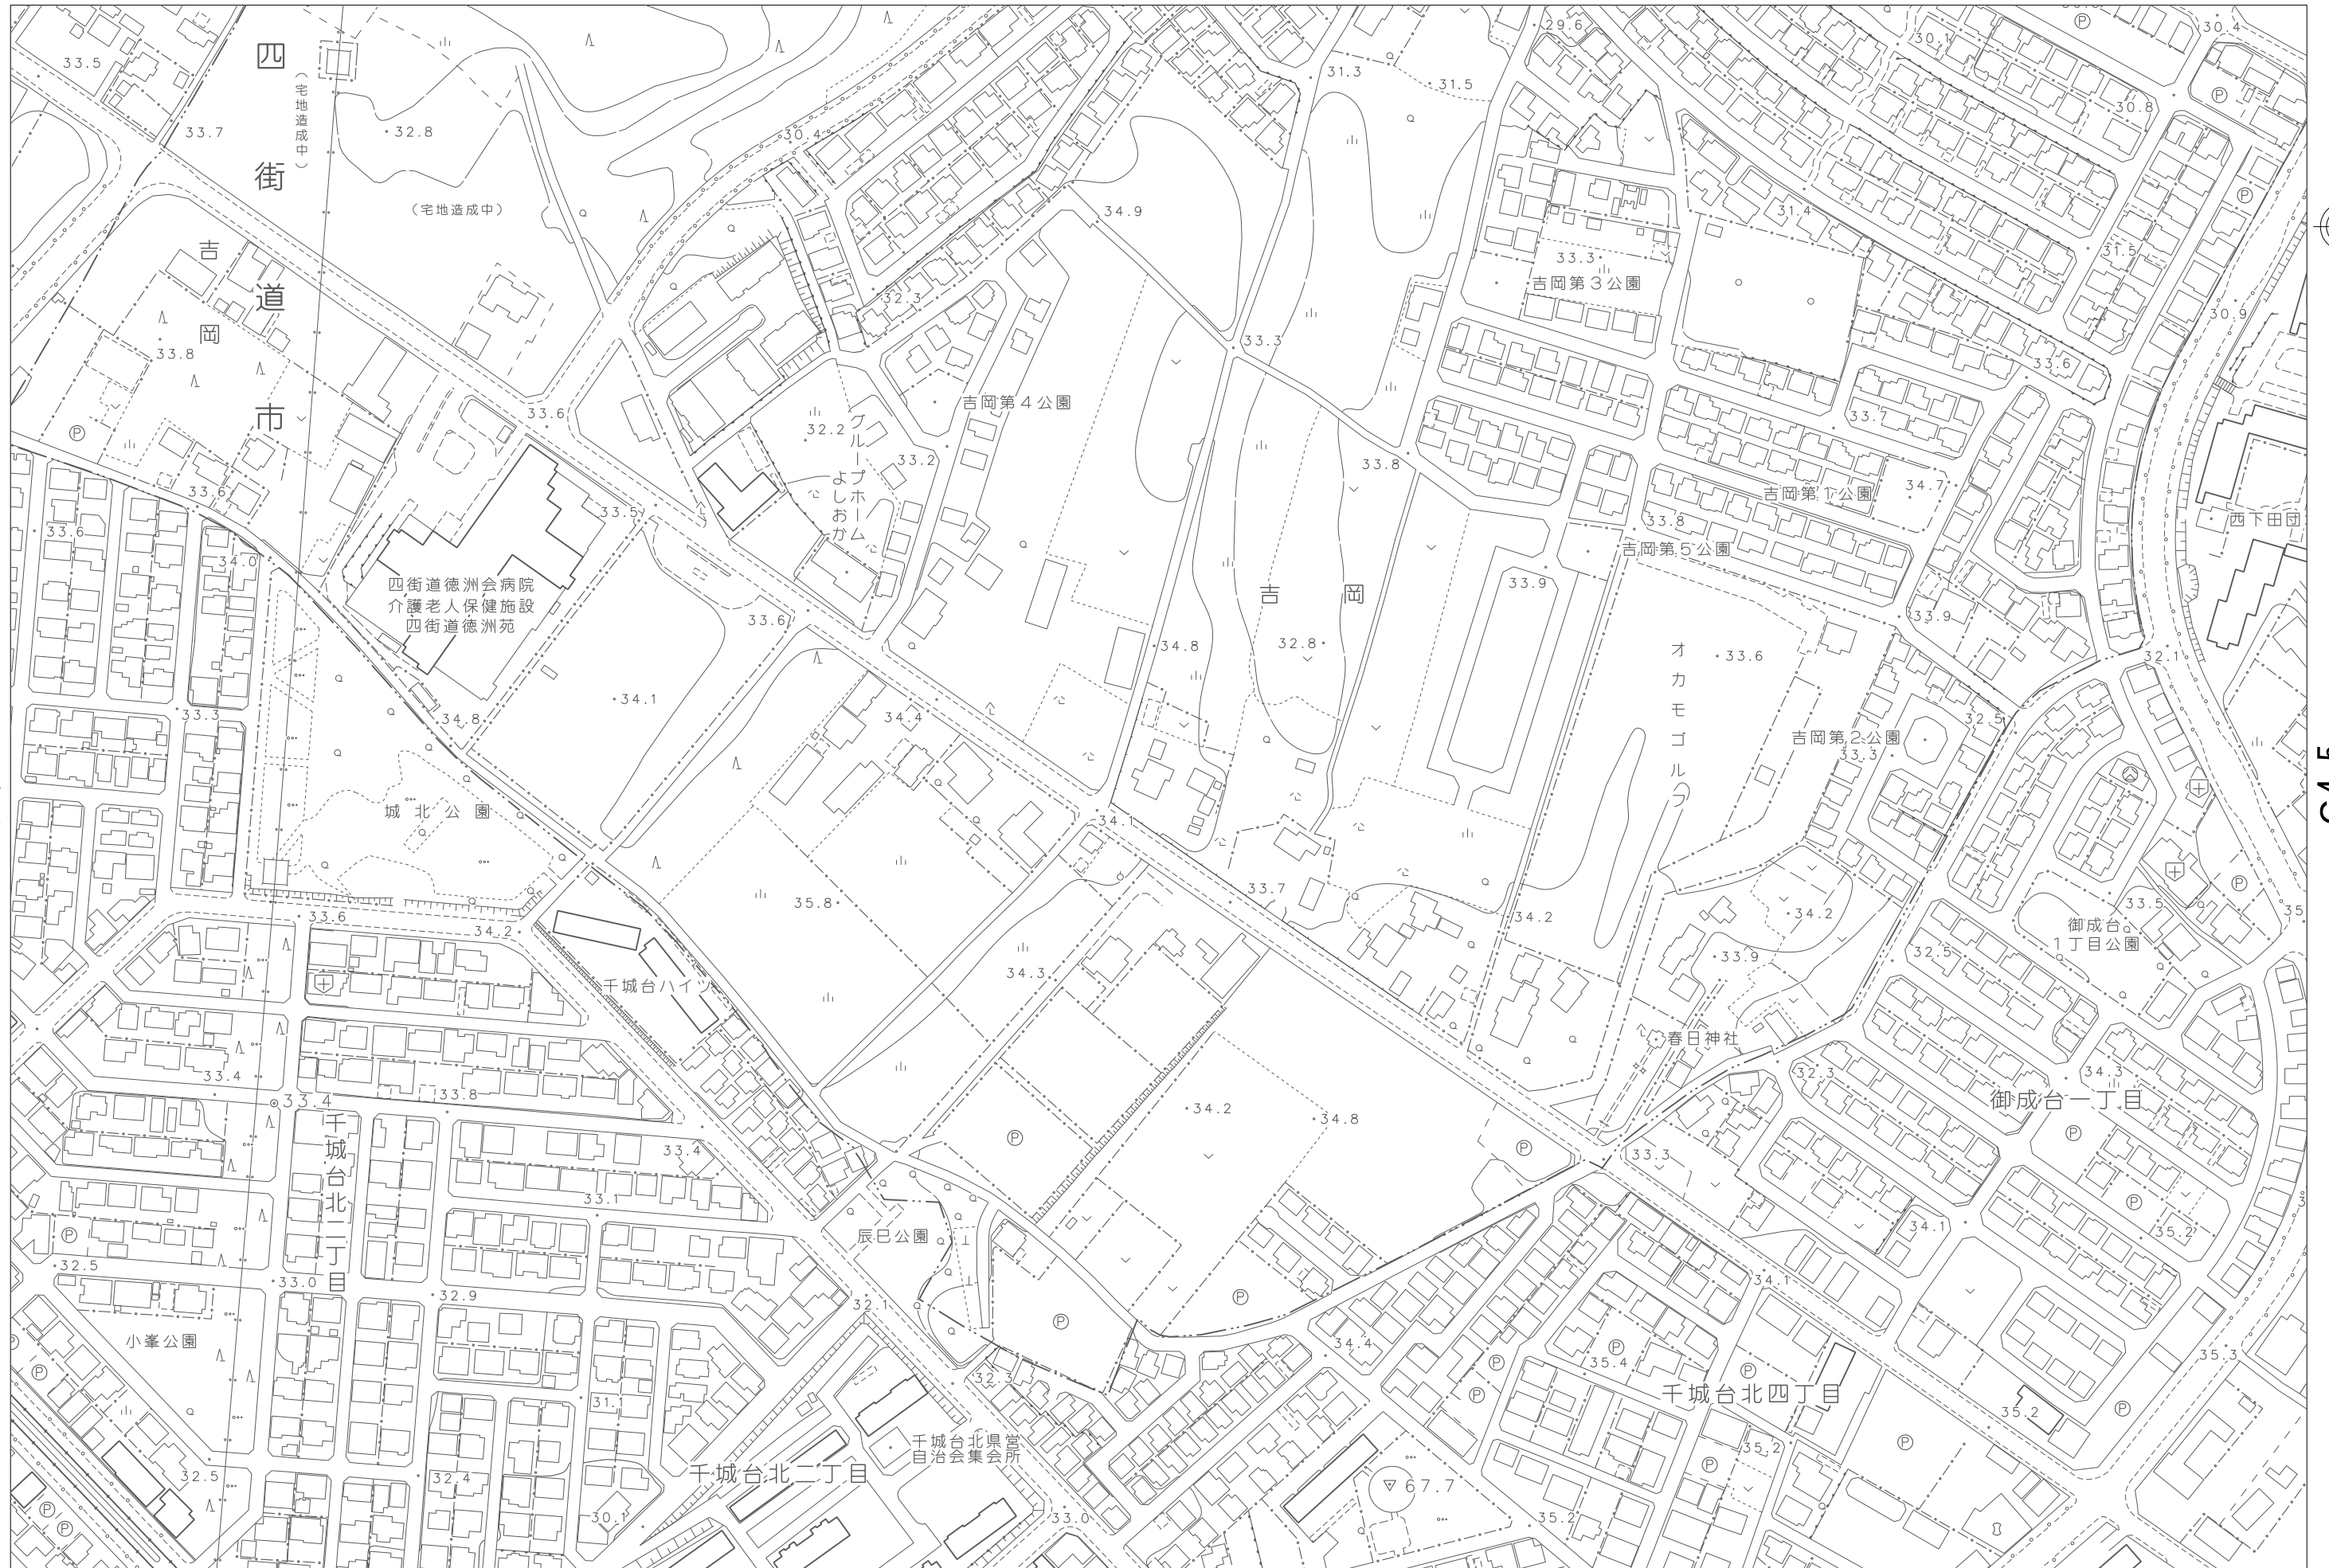 四街道市
(宅地造成中)
(宅地造成中)
吉岡
33.5
33.7
32.8
30.4
31.3
31.5
29.6
30.1
30.4
30.8
34.9
31.4
31.5
33.3
吉岡第3公園
30.9
33.8
32.3
33.3
33.6
吉岡第4公園
33.6
33.7
32.2
グループホーム
よしおか
33.2
33.8
33.6
吉岡第1公園
34.7
33.5
33.8
西下田団
33.6
吉岡第5公園
34.0
四街道徳洲会病院
介護老人保健施設
四街道徳洲苑
33.9
吉岡
33.9
33.6
34.8
32.8
オカモゴルフ
33.6
32.1
34.1
33.3
34.8
34.4
32.5
吉岡第2公園
33.3
城北公園
34.1
35.8
33.7
34.2
34.2
33.5
35
御成台
1丁目公園
33.6
34.2
32.5
33.9
34.3
千城台ハイツ
春日神社
33.4
32.3
34.3
33.8
33.4
御成台一丁目
34.2
34.8
千城台北一丁目
33.4
33.3
33.1
34.1
35.2
辰巳公園
32.5
33.0
34.1
32.9
32.1
小峯公園
34.4
35.4
35.3
32.3
千城台北四丁目
31.1
35.2
千城台北県営
自治会集会所
35.2
32.5
32.4
千城台北二丁目
67.7
30.1
33.0
35.2